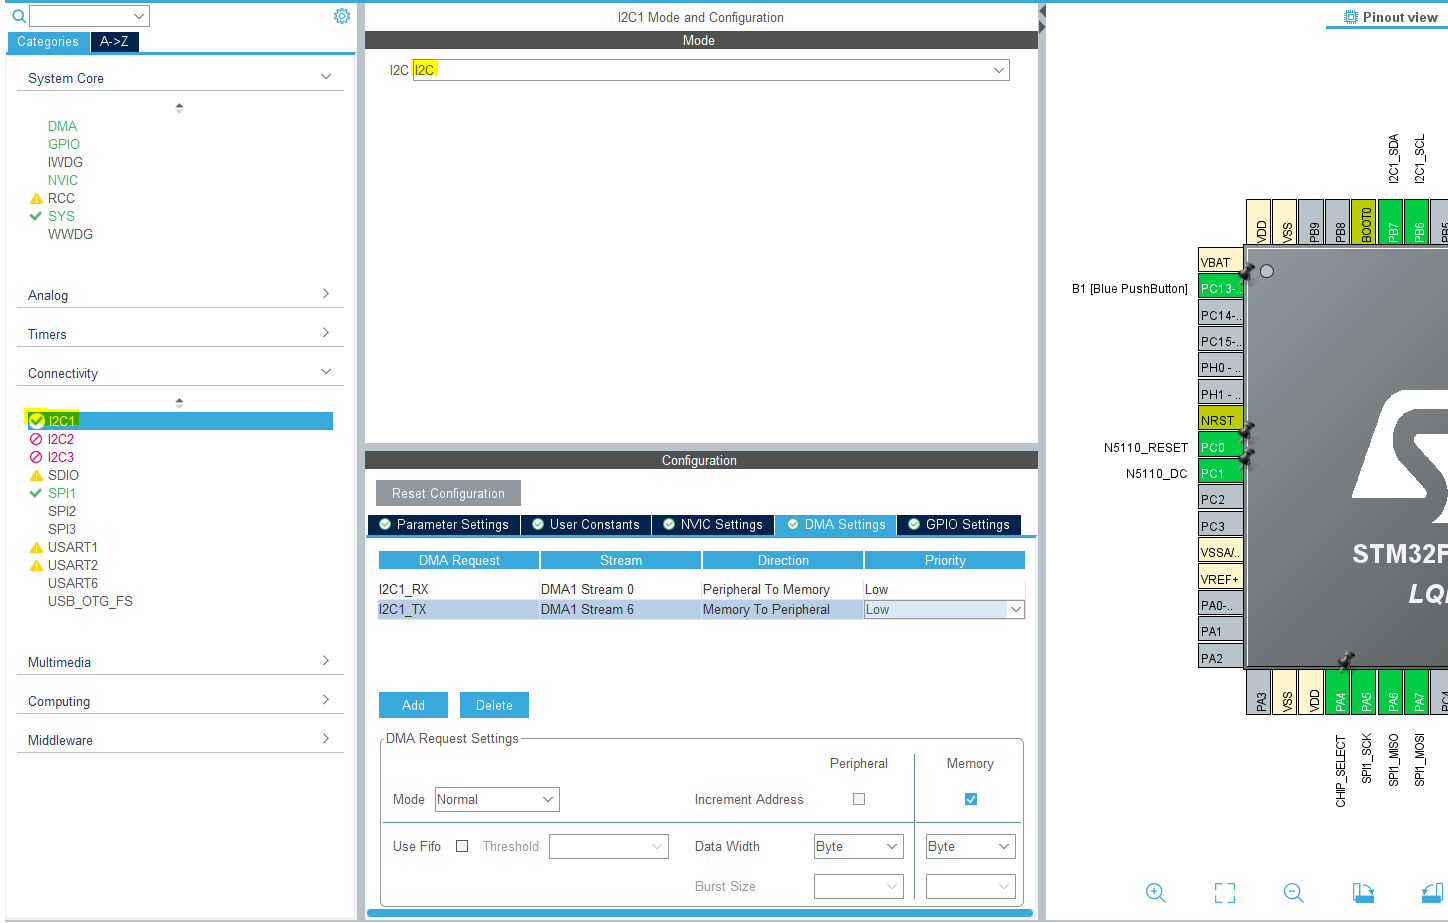 Categories
A->Z
System Core
DMA
GPIO
IWDG
NVIC
RCC
SYS
WWDG
Analog
Timers
Connectivity
I2C1
I2C2
I2C3
SDIO
SPI1
SPI2
SPI3
USART1
USART2
USART6
USB_OTG_FS
Multimedia
Computing
Middleware
I2C1 Mode and Configuration
Mode
I2C I2C
Configuration
Reset Configuration
Parameter Settings User Constants NVIC Settings DMA Settings GPIO Settings
DMA Request Stream Direction Priority
I2C1_RX DMA1 Stream 0 Peripheral To Memory Low
I2C1_TX DMA1 Stream 6 Memory To Peripheral Low
Add Delete
DMA Request Settings
Peripheral Memory
Mode Normal Increment Address
Use Fifo Threshold Data Width Byte Byte
Burst Size
Pinout view
I2C1_SDA
I2C1_SCL
VDD
VSS
PB9
PB8
BOOT0
PB7
PB6
VBAT
B1 [Blue PushButton] PC13-..
PC14-..
PC15-..
PH0 - ..
PH1 - ..
NRST
N5110_RESET PC0
N5110_DC PC1
PC2
PC3
VSSA/..
VREF+
PA0-..
PA1
PA2
STM32F
LQ
PA3
VSS
VDD
PA4
PA5
PA6
PA7
CHIP_SELECT
SPI1_SCK
SPI1_MISO
SPI1_MOSI